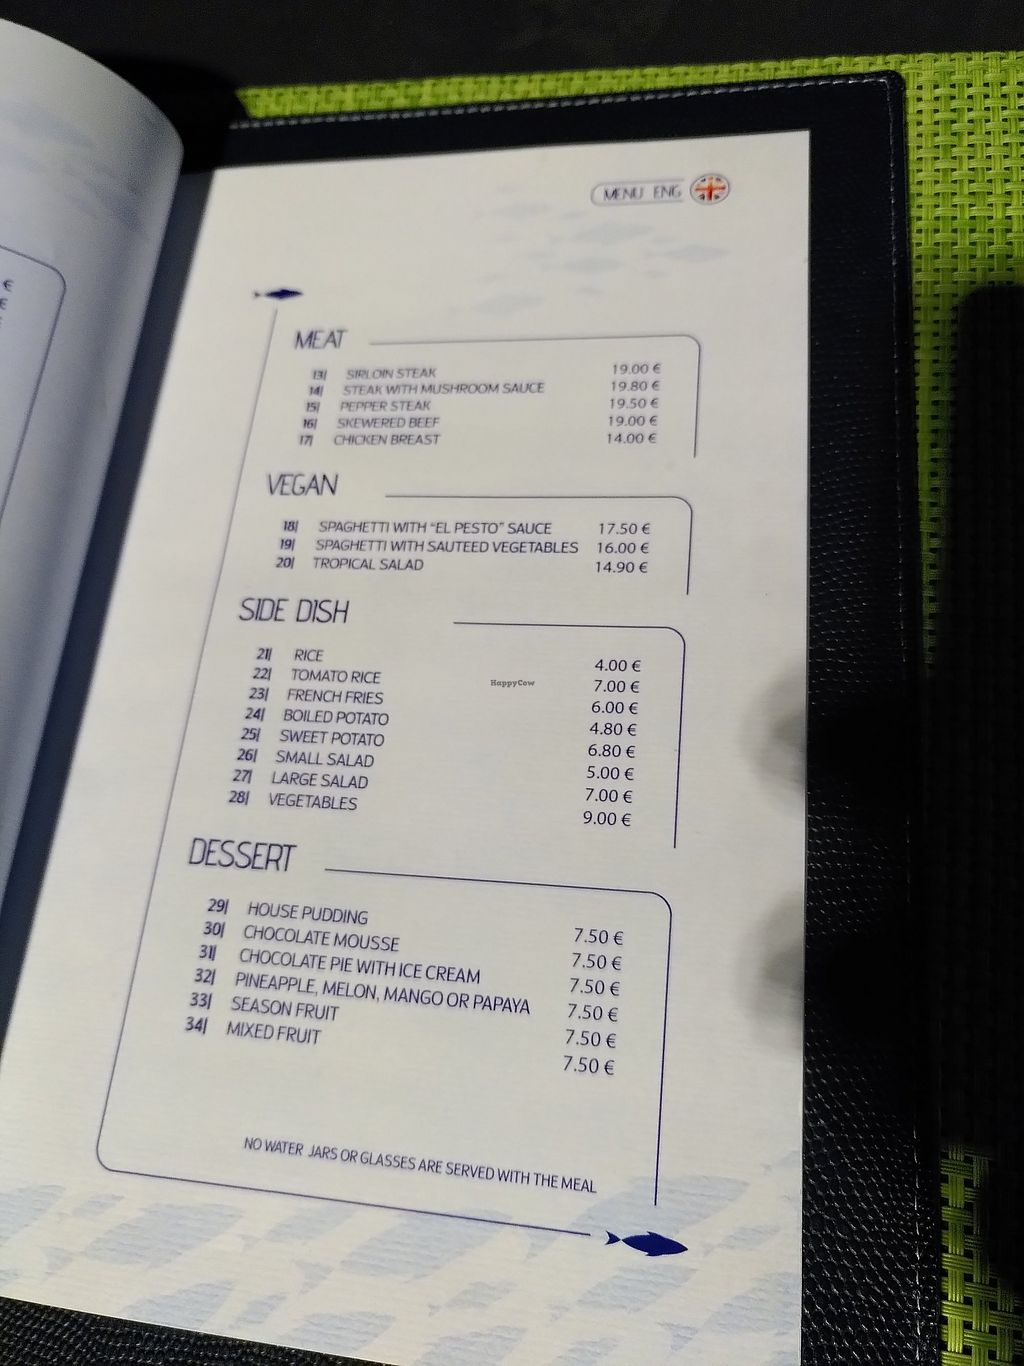 €
€
MENU ENG
MEAT
13| SIRLOIN STEAK 19.00 €
14| STEAK WITH MUSHROOM SAUCE 19.80 €
15| PEPPER STEAK 19.50 €
16| SKEWERED BEEF 19.00 €
17| CHICKEN BREAST 14.00 €
VEGAN
18| SPAGHETTI WITH "EL PESTO" SAUCE 17.50 €
19| SPAGHETTI WITH SAUTEED VEGETABLES 16.00 €
20| TROPICAL SALAD 14.90 €
SIDE DISH
21| RICE 4.00 €
22| TOMATO RICE 7.00 €
23| FRENCH FRIES 6.00 €
24| BOILED POTATO 4.80 €
25| SWEET POTATO 6.80 €
26| SMALL SALAD 5.00 €
27| LARGE SALAD 7.00 €
28| VEGETABLES 9.00 €
HappyCow
DESSERT
29| HOUSE PUDDING 7.50 €
30| CHOCOLATE MOUSSE 7.50 €
31| CHOCOLATE PIE WITH ICE CREAM 7.50 €
32| PINEAPPLE, MELON, MANGO OR PAPAYA 7.50 €
33| SEASON FRUIT 7.50 €
34| MIXED FRUIT 7.50 €
NO WATER JARS OR GLASSES ARE SERVED WITH THE MEAL